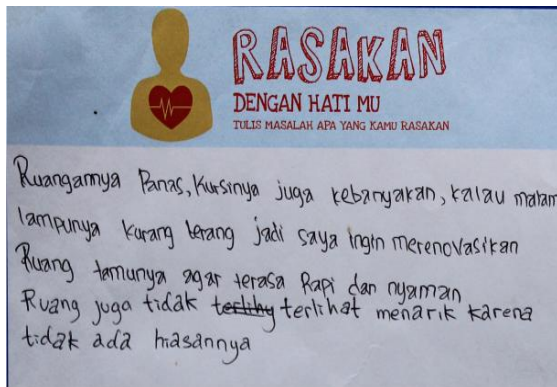 RASAKAN
DENGAN HATI MU
TULIS MASALAH APA YANG KAMU RASAKAN
Ruangannya Panas, Kursinya juga kebanyakan, kalau malam
lampunya kurang terang jadi saya ingin merenovasikan
Ruang tamunya agar terasa Rapi dan nyaman
Ruang juga tidak terlihat menarik karena
tidak ada hiasannya